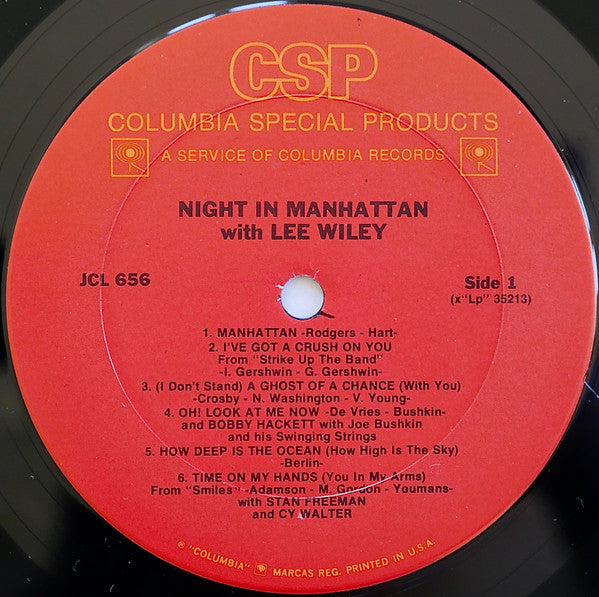 CSP
COLUMBIA SPECIAL PRODUCTS
A SERVICE OF COLUMBIA RECORDS
NIGHT IN MANHATTAN
with LEE WILEY
JCL 656
Side 1
(x"Lp" 35213)
1. MANHATTAN -Rodgers - Hart-
2. I'VE GOT A CRUSH ON YOU
From "Strike Up The Band"
-I. Gershwin - G. Gershwin-
3. (I Don't Stand) A GHOST OF A CHANCE (With You)
-Crosby - N. Washington - V. Young-
4. OH! LOOK AT ME NOW -De Vries - Bushkin-
and BOBBY HACKETT with Joe Bushkin
and his Swinging Strings
5. HOW DEEP IS THE OCEAN (How High Is The Sky)
-Berlin-
6. TIME ON MY HANDS (You In My Arms)
From "Smiles" -Adamson - M. Gordon - Youmans-
with STAN FREEMAN
and CY WALTER
® "COLUMBIA" MARCAS REG. PRINTED IN U.S.A.